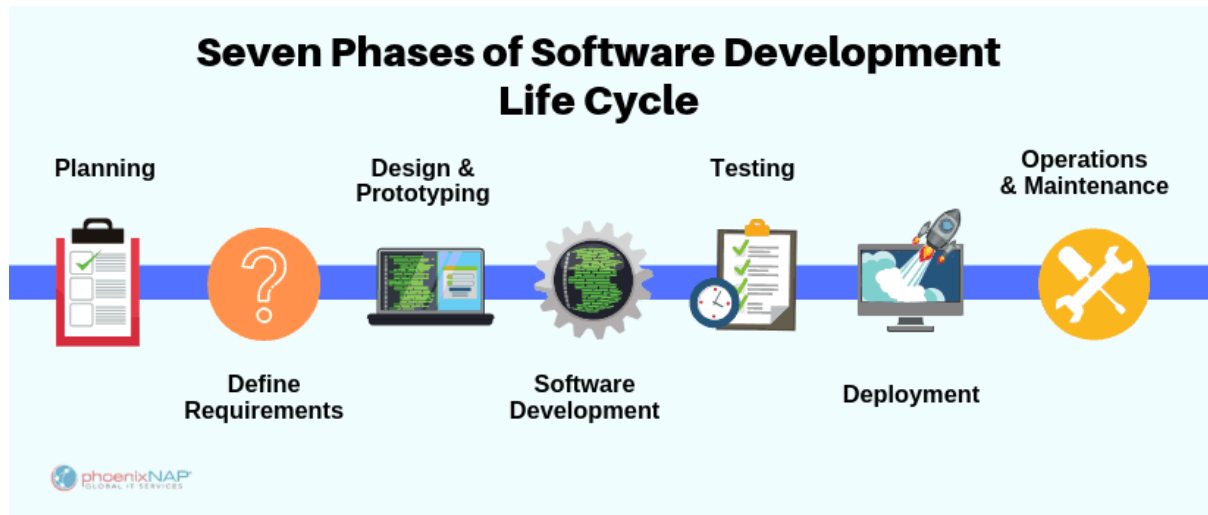 Seven Phases of Software Development
Life Cycle
Planning
Define
Requirements
Design &
Prototyping
Software
Development
Testing
Deployment
Operations
& Maintenance
phoenixNAP
GLOBAL IT SERVICES